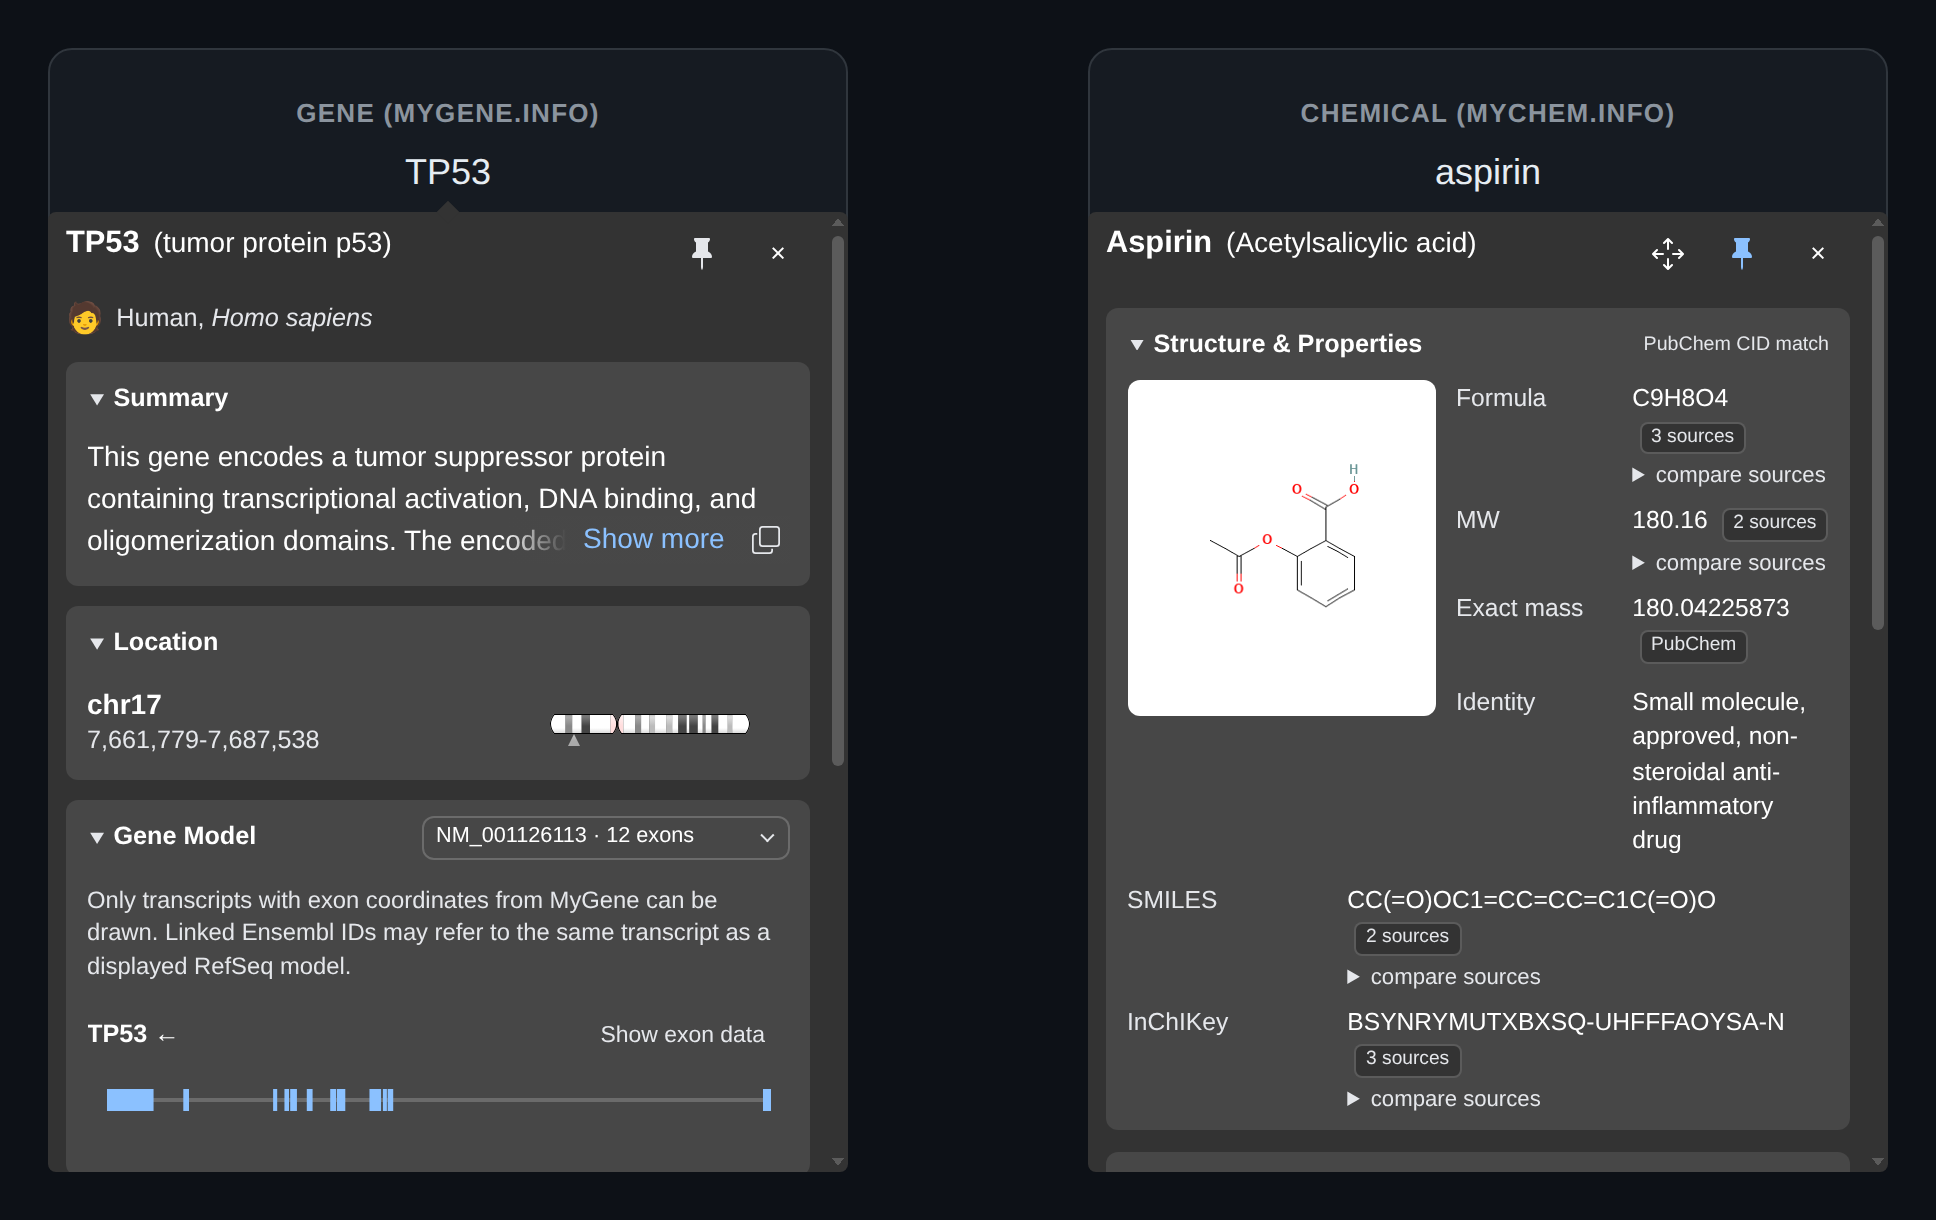 GENE (MYGENE.INFO)
TP53
TP53 (tumor protein p53)
×
Human, Homo sapiens
▼ Summary
This gene encodes a tumor suppressor protein
containing transcriptional activation, DNA binding, and
oligomerization domains. The encoded Show more
▼ Location
chr17
7,661,779-7,687,538
▼ Gene Model
NM_001126113 · 12 exons
Only transcripts with exon coordinates from MyGene can be
drawn. Linked Ensembl IDs may refer to the same transcript as a
displayed RefSeq model.
TP53 ←
Show exon data
CHEMICAL (MYCHEM.INFO)
aspirin
Aspirin (Acetylsalicylic acid)
×
▼ Structure & Properties
PubChem CID match
H
O
O
O
O
Formula
C9H8O4
3 sources
▶ compare sources
MW
180.16 2 sources
▶ compare sources
Exact mass
180.04225873
PubChem
Identity
Small molecule,
approved, non-
steroidal anti-
inflammatory
drug
SMILES
CC(=O)OC1=CC=CC=C1C(=O)O
2 sources
▶ compare sources
InChIKey
BSYNRYMUTXBXSQ-UHFFFAOYSA-N
3 sources
▶ compare sources